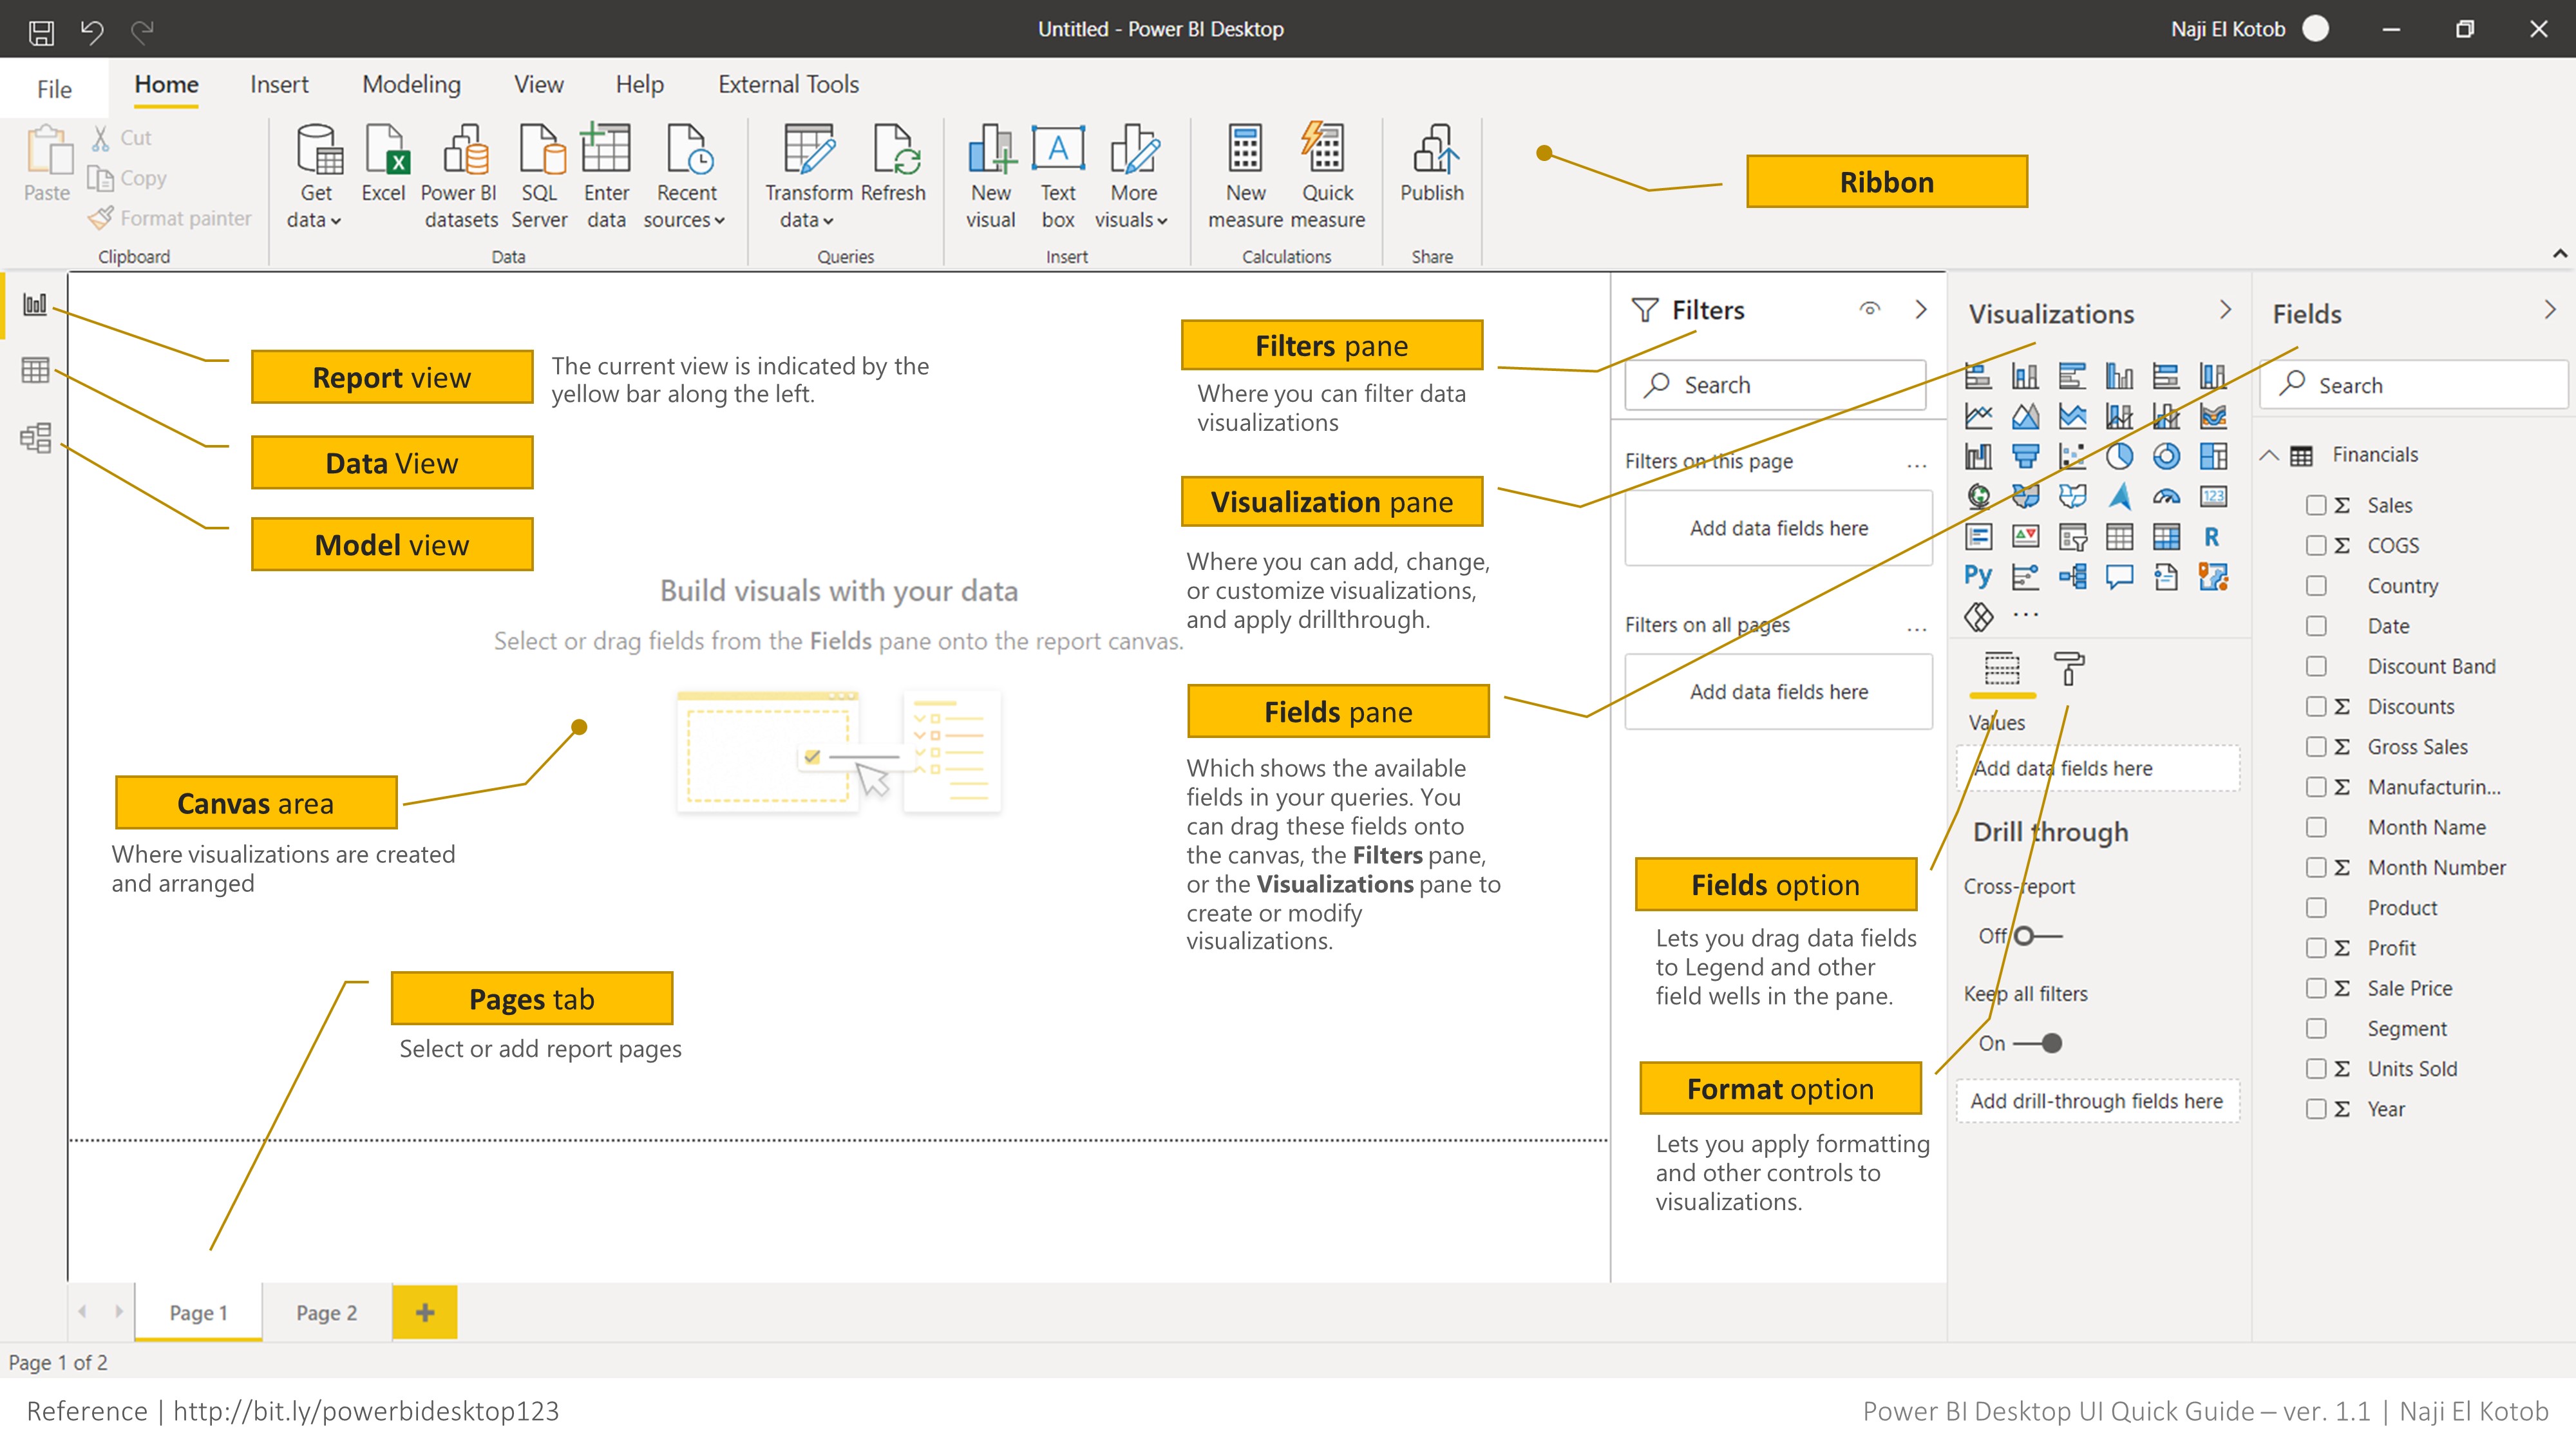 Untitled - Power BI Desktop
Naji El Kotob
File
Home
Insert
Modeling
View
Help
External Tools
Paste
Cut
Copy
Format painter
Clipboard
Get
data
Excel
Power BI
datasets
SQL
Server
Enter
data
Recent
sources
Data
Transform
data
Refresh
Queries
New
visual
Text
box
More
visuals
Insert
New
measure
Quick
measure
Calculations
Publish
Share
Ribbon
Report view
The current view is indicated by the
yellow bar along the left.
Data View
Model view
Build visuals with your data
Select or drag fields from the Fields pane onto the report canvas.
Canvas area
Where visualizations are created
and arranged
Pages tab
Select or add report pages
Filters pane
Where you can filter data
visualizations
Visualization pane
Where you can add, change,
or customize visualizations,
and apply drillthrough.
Fields pane
Which shows the available
fields in your queries. You
can drag these fields onto
the canvas, the Filters pane,
or the Visualizations pane to
create or modify
visualizations.
Filters
Search
Filters on this page
...
Add data fields here
Filters on all pages
...
Add data fields here
Fields option
Lets you drag data fields
to Legend and other
field wells in the pane.
Format option
Lets you apply formatting
and other controls to
visualizations.
Visualizations
123
R
Py
...
Values
Add data fields here
Drill through
Cross-report
Off
Keep all filters
On
Add drill-through fields here
Fields
Search
Financials
Σ Sales
Σ COGS
Country
Date
Discount Band
Σ Discounts
Σ Gross Sales
Σ Manufacturin...
Month Name
Σ Month Number
Product
Σ Profit
Σ Sale Price
Segment
Σ Units Sold
Σ Year
Page 1
Page 2
+
Page 1 of 2
Reference | http://bit.ly/powerbidesktop123
Power BI Desktop UI Quick Guide – ver. 1.1 | Naji El Kotob